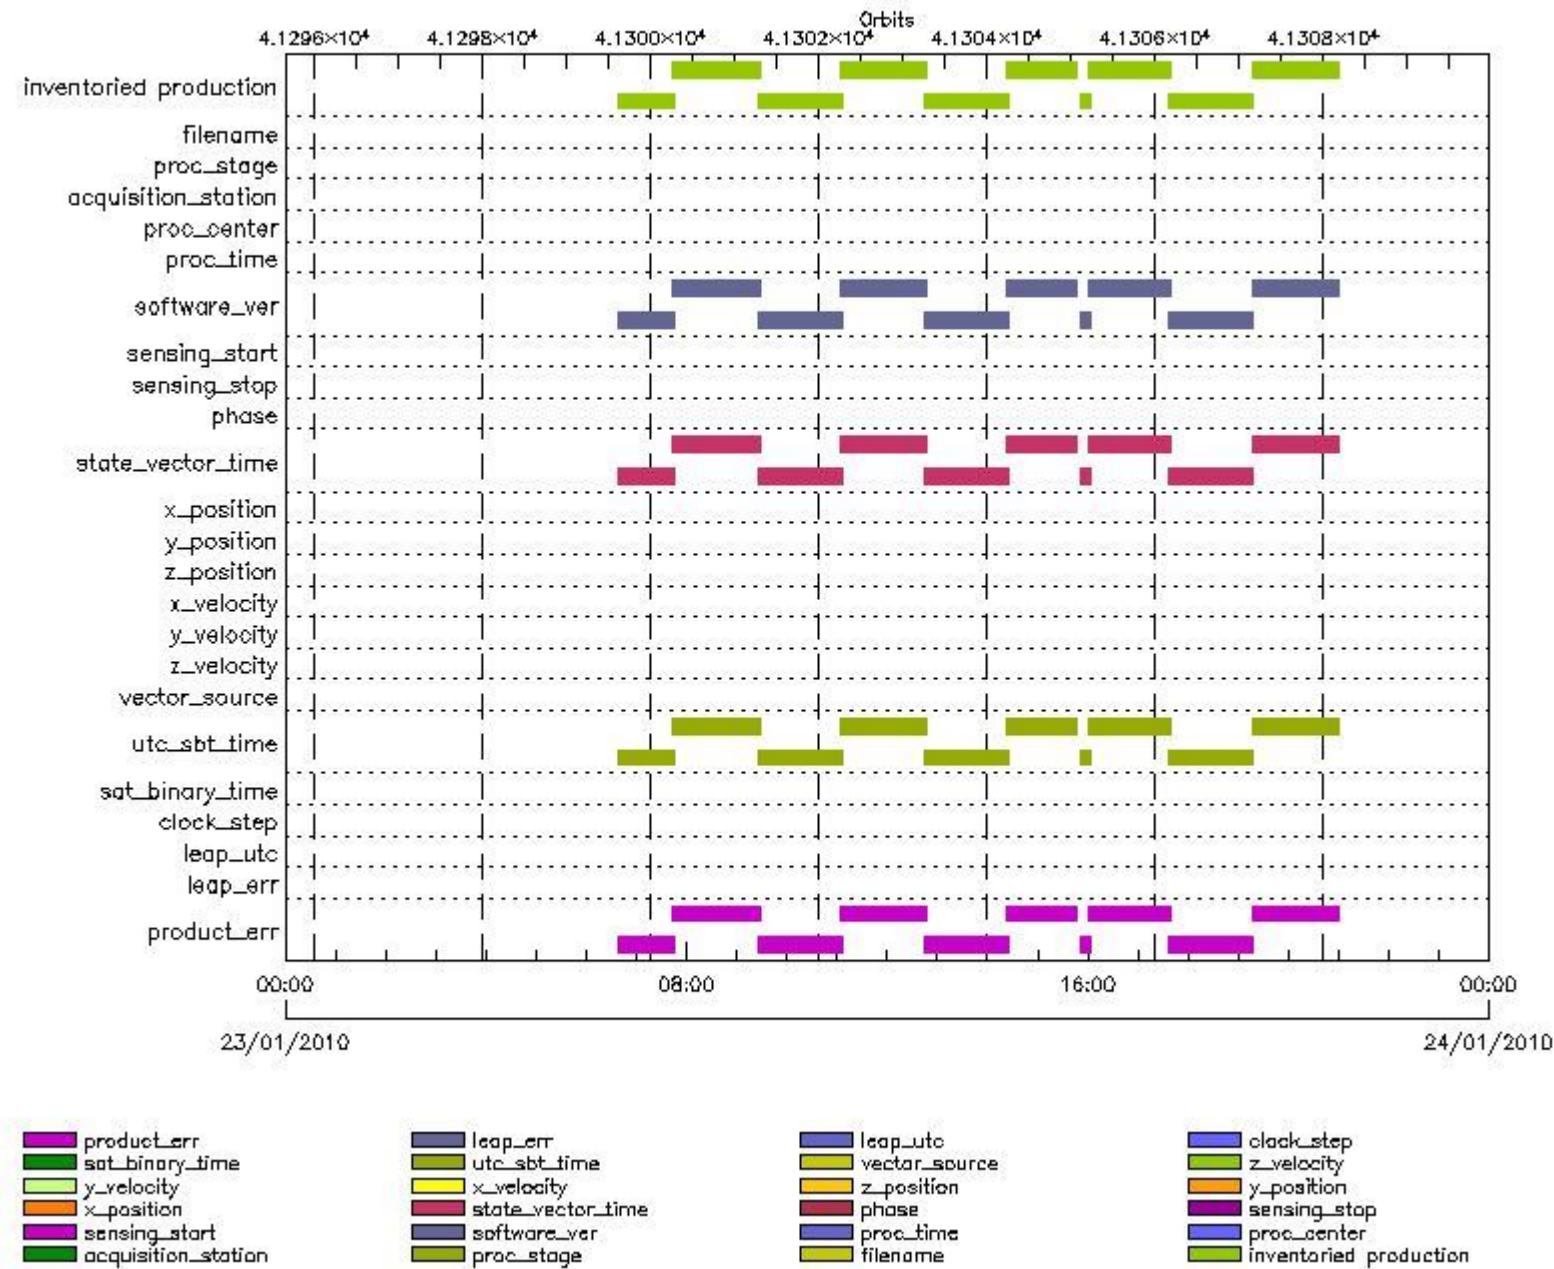 Orbits
4.1296×10⁴ 4.1298×10⁴ 4.1300×10⁴ 4.1302×10⁴ 4.1304×10⁴ 4.1306×10⁴ 4.1308×10⁴
inventoried production
filename
proc_stage
acquisition_station
proc_center
proc_time
software_ver
sensing_start
sensing_stop
phase
state_vector_time
x_position
y_position
z_position
x_velocity
y_velocity
z_velocity
vector_source
utc_sbt_time
sat_binary_time
clock_step
leap_utc
leap_err
product_err
00:00 08:00 16:00 00:00
23/01/2010 24/01/2010
product_err leap_err leap_utc clock_step
sat_binary_time utc_sbt_time vector_source z_velocity
y_velocity x_velocity z_position y_position
x_position state_vector_time phase sensing_stop
sensing_start software_ver proc_time proc_center
acquisition_station proc_stage filename inventoried production